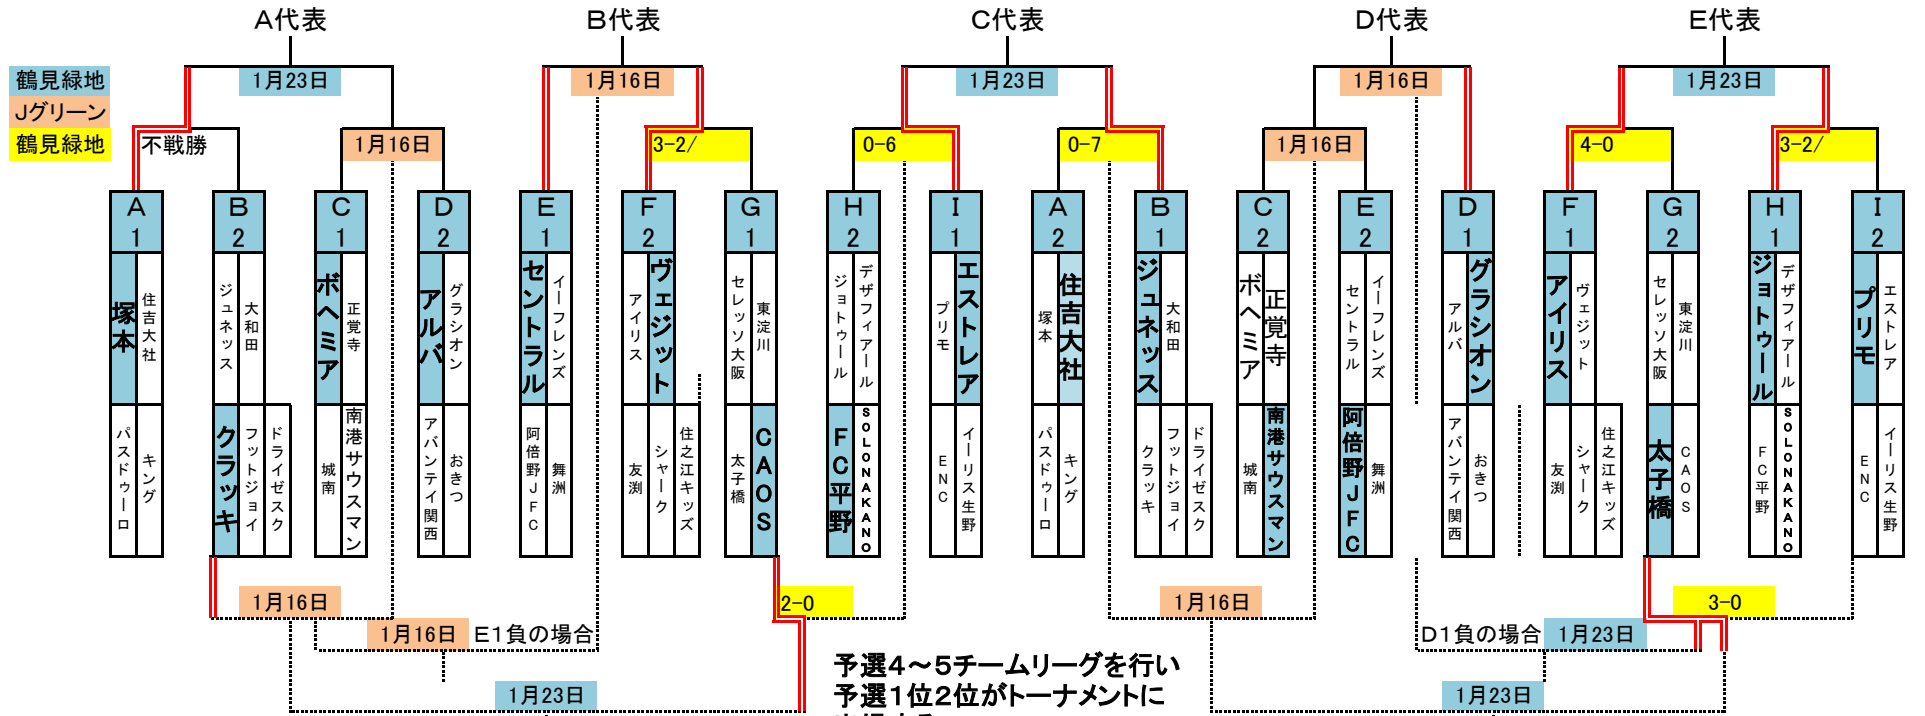 A代表 B代表 C代表 D代表 E代表
鶴見緑地 1月23日 1月16日 1月23日 1月16日 1月23日
Jグリーン
鶴見緑地 不戦勝 1月16日 3-2/ 0-6 0-7 1月16日 4-0 3-2/
A B C D E F G H I A B C E D F G H I
1 2 1 2 1 2 1 2 1 2 1 2 2 1 1 2 1 2
塚本 住吉大社
ジュネッス 大和田
ボヘミア 正覚寺
アルバ グラシオン
セントラル イーフレンズ
アイリス ヴェジット
セレッソ大阪 東淀川
ジョトゥール デザフィアール
プリモ エストレア
塚本 住吉大社
ジュネッス 大和田
ボヘミア 正覚寺
セントラル イーフレンズ
アルバ グラシオン
アイリス ヴェジット
セレッソ大阪 東淀川
ジョトゥール デザフィアール
プリモ エストレア
パスドゥーロ キング
クラッキ フットジョイ ドライゼスク
城南 南港サウスマン
アバンテイ関西 おきつ
阿倍野JFC 舞洲
友渕 シャーク 住之江キッズ
太子橋 CAOS
FC平野 SOLONAKANO
ENC イーリス生野
パスドゥーロ キング
クラッキ フットジョイ ドライゼスク
城南 南港サウスマン
阿倍野JFC 舞洲
アバンテイ関西 おきつ
友渕 シャーク 住之江キッズ
太子橋 CAOS
FC平野 SOLONAKANO
ENC イーリス生野
1月16日 2-0 1月16日 3-0
1月16日 E1負の場合 D1負の場合 1月23日
予選4～5チームリーグを行い
1月23日 予選1位2位がトーナメントに 1月23日